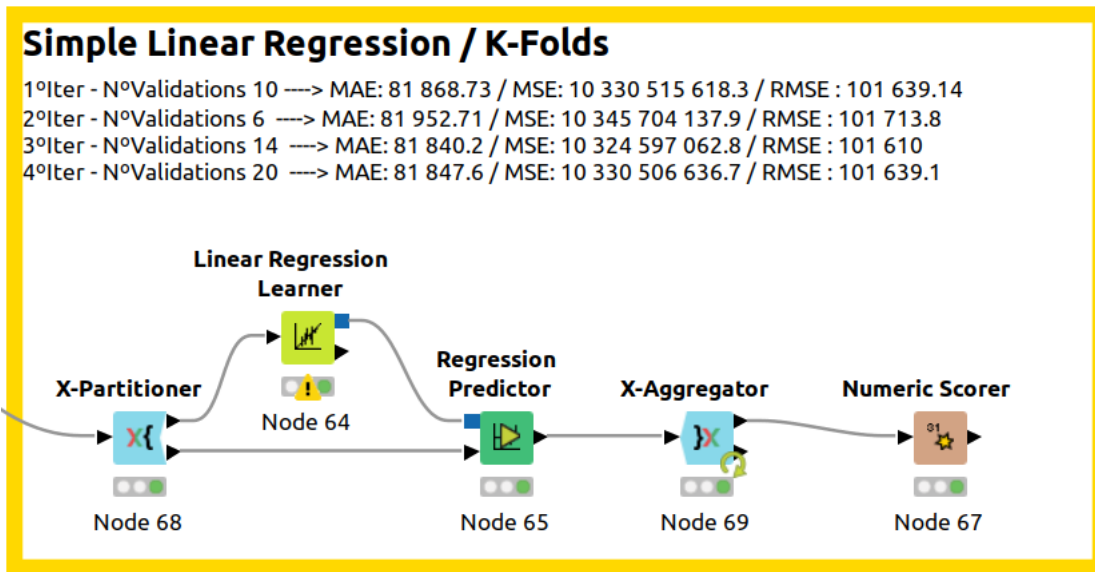 Simple Linear Regression / K-Folds
1ºIter - NºValidations 10 ----> MAE: 81 868.73 / MSE: 10 330 515 618.3 / RMSE : 101 639.14
2ºIter - NºValidations 6 ----> MAE: 81 952.71 / MSE: 10 345 704 137.9 / RMSE : 101 713.8
3ºIter - NºValidations 14 ----> MAE: 81 840.2 / MSE: 10 324 597 062.8 / RMSE : 101 610
4ºIter - NºValidations 20 ----> MAE: 81 847.6 / MSE: 10 330 506 636.7 / RMSE : 101 639.1
Linear Regression
Learner
Node 64
X-Partitioner
X{
Node 68
Regression
Predictor
Node 65
X-Aggregator
}X
Node 69
Numeric Scorer
Node 67